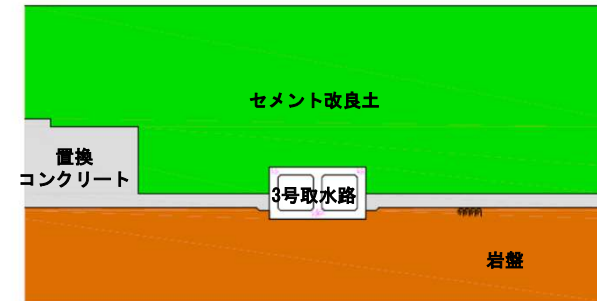 セメント改良土
置換
コンクリート
3号取水路
岩盤